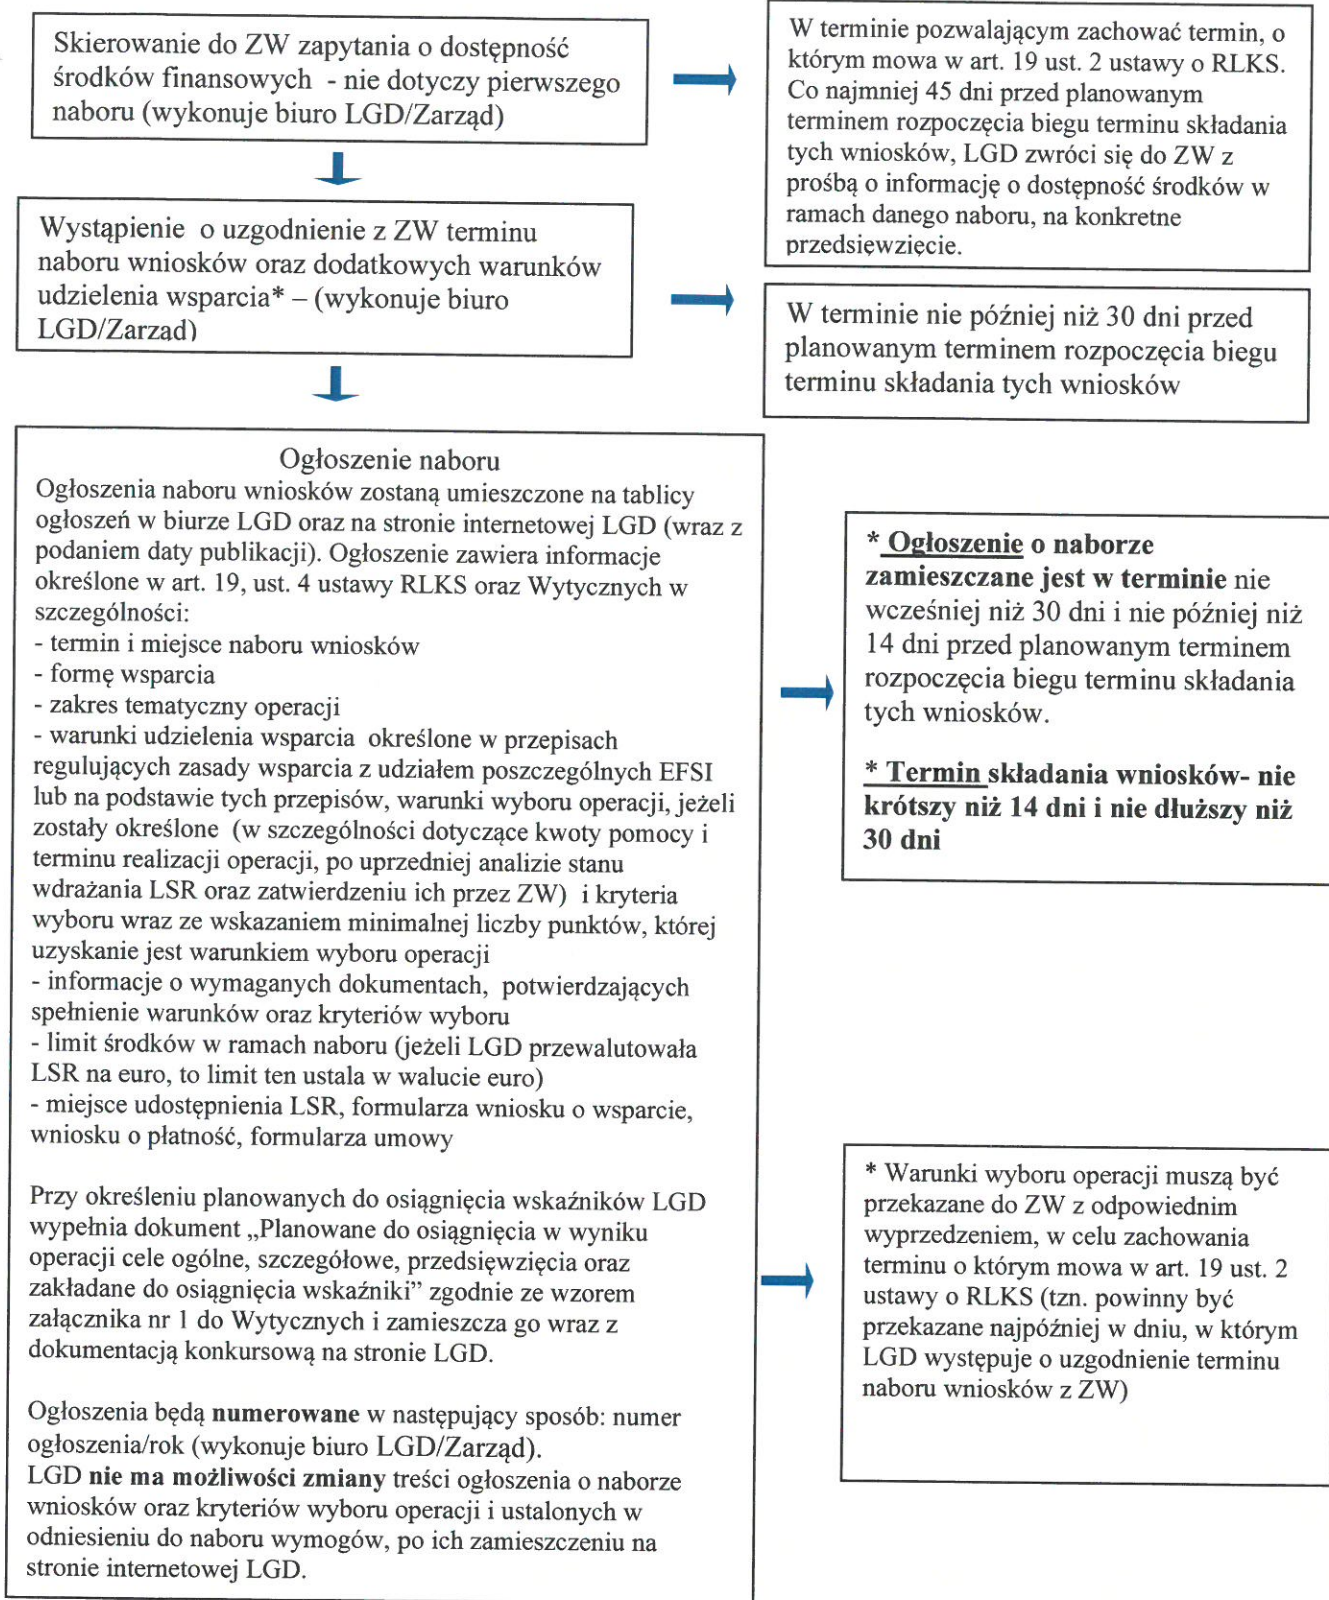 Skierowanie do ZW zapytania o dostępność
środków finansowych - nie dotyczy pierwszego
naboru (wykonuje biuro LGD/Zarząd)
W terminie pozwalającym zachować termin, o
którym mowa w art. 19 ust. 2 ustawy o RLKS.
Co najmniej 45 dni przed planowanym
terminem rozpoczęcia biegu terminu składania
tych wniosków, LGD zwróci się do ZW z
prośbą o informację o dostępność środków w
ramach danego naboru, na konkretne
przedsięwzięcie.
Wystąpienie o uzgodnienie z ZW terminu
naboru wniosków oraz dodatkowych warunków
udzielenia wsparcia* – (wykonuje biuro
LGD/Zarzad)
W terminie nie później niż 30 dni przed
planowanym terminem rozpoczęcia biegu
terminu składania tych wniosków
Ogłoszenie naboru
Ogłoszenia naboru wniosków zostaną umieszczone na tablicy
ogłoszeń w biurze LGD oraz na stronie internetowej LGD (wraz z
podaniem daty publikacji). Ogłoszenie zawiera informacje
określone w art. 19, ust. 4 ustawy RLKS oraz Wytycznych w
szczególności:
- termin i miejsce naboru wniosków
- formę wsparcia
- zakres tematyczny operacji
- warunki udzielenia wsparcia określone w przepisach
regulujących zasady wsparcia z udziałem poszczególnych EFSI
lub na podstawie tych przepisów, warunki wyboru operacji, jeżeli
zostały określone (w szczególności dotyczące kwoty pomocy i
terminu realizacji operacji, po uprzedniej analizie stanu
wdrażania LSR oraz zatwierdzeniu ich przez ZW) i kryteria
wyboru wraz ze wskazaniem minimalnej liczby punktów, której
uzyskanie jest warunkiem wyboru operacji
- informacje o wymaganych dokumentach, potwierdzających
spełnienie warunków oraz kryteriów wyboru
- limit środków w ramach naboru (jeżeli LGD przewalutowała
LSR na euro, to limit ten ustala w walucie euro)
- miejsce udostępnienia LSR, formularza wniosku o wsparcie,
wniosku o płatność, formularza umowy
Przy określeniu planowanych do osiągnięcia wskaźników LGD
wypełnia dokument „Planowane do osiągnięcia w wyniku
operacji cele ogólne, szczegółowe, przedsięwzięcia oraz
zakładane do osiągnięcia wskaźniki” zgodnie ze wzorem
załącznika nr 1 do Wytycznych i zamieszcza go wraz z
dokumentacją konkursową na stronie LGD.
Ogłoszenia będą numerowane w następujący sposób: numer
ogłoszenia/rok (wykonuje biuro LGD/Zarząd).
LGD nie ma możliwości zmiany treści ogłoszenia o naborze
wniosków oraz kryteriów wyboru operacji i ustalonych w
odniesieniu do naboru wymogów, po ich zamieszczeniu na
stronie internetowej LGD.
* Ogłoszenie o naborze
zamieszczane jest w terminie nie
wcześniej niż 30 dni i nie później niż
14 dni przed planowanym terminem
rozpoczęcia biegu terminu składania
tych wniosków.
* Termin składania wniosków- nie
krótszy niż 14 dni i nie dłuższy niż
30 dni
* Warunki wyboru operacji muszą być
przekazane do ZW z odpowiednim
wyprzedzeniem, w celu zachowania
terminu o którym mowa w art. 19 ust. 2
ustawy o RLKS (tzn. powinny być
przekazane najpóźniej w dniu, w którym
LGD występuje o uzgodnienie terminu
naboru wniosków z ZW)